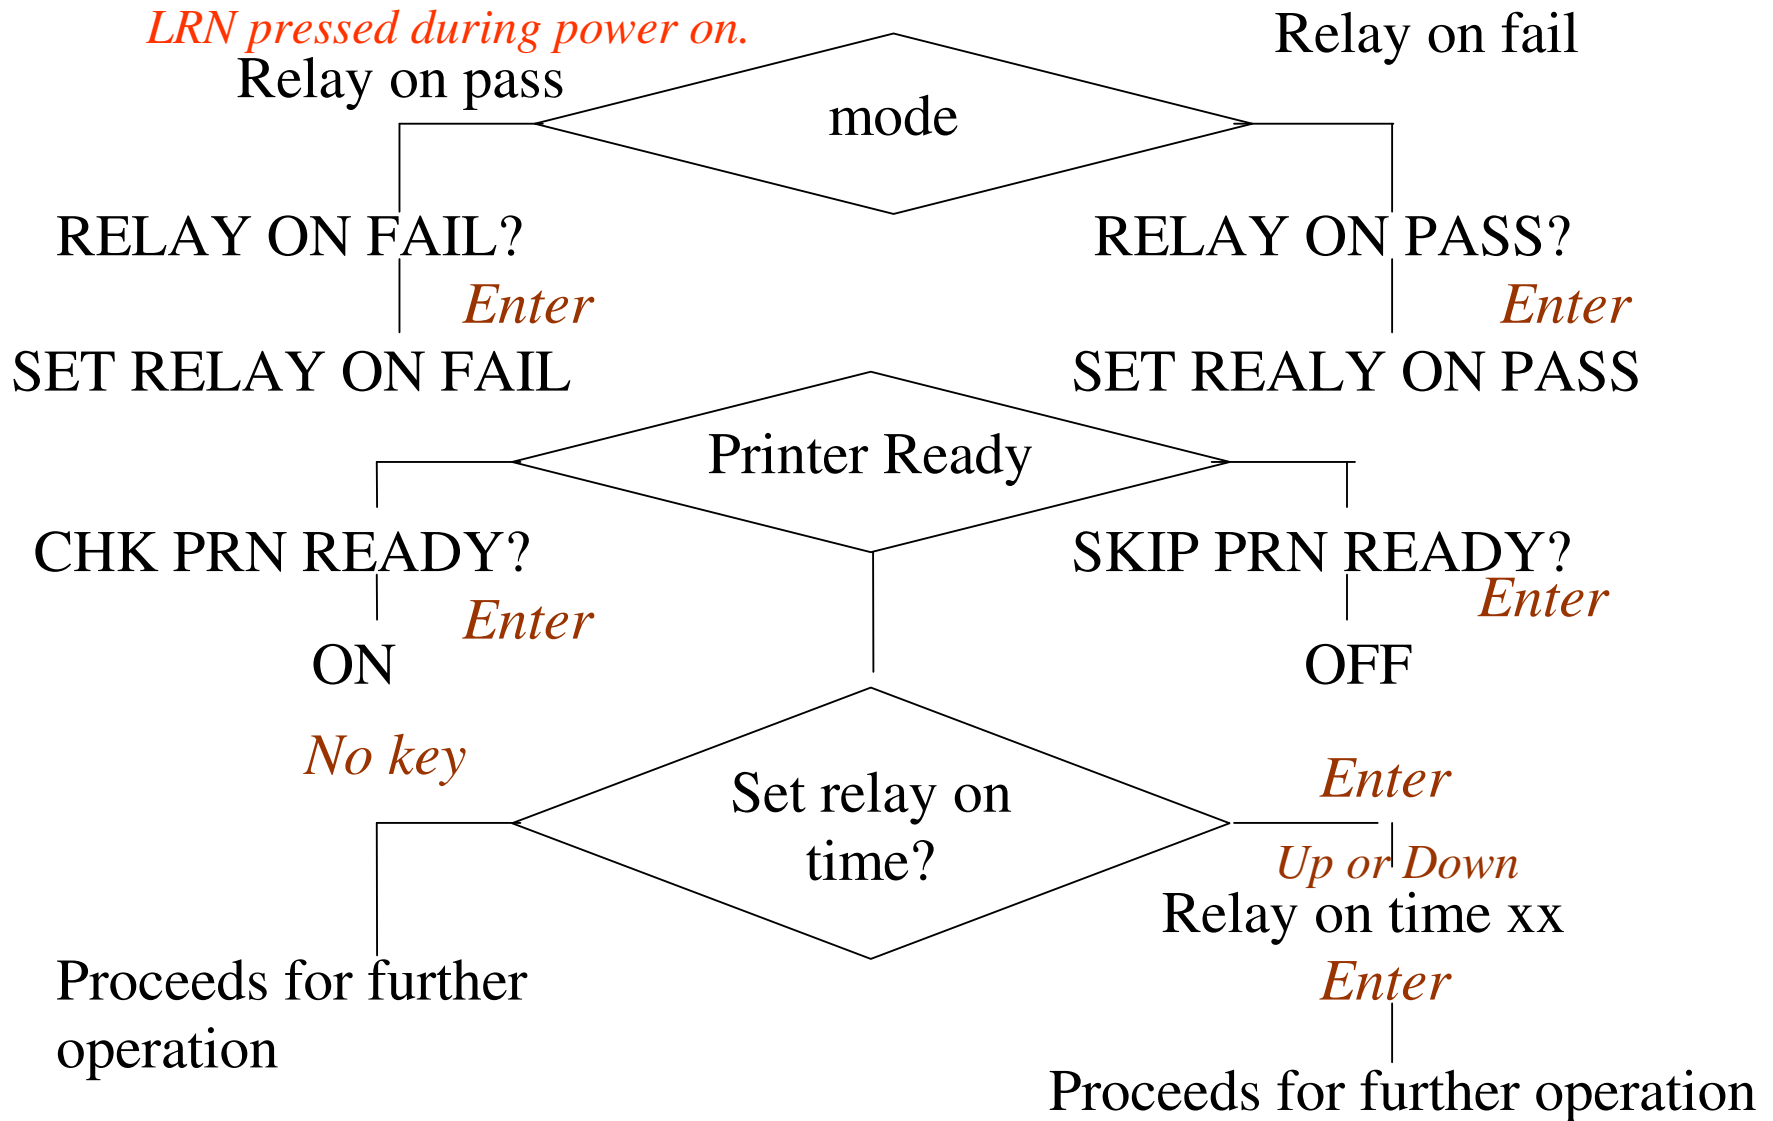 LRN pressed during power on.
Relay on pass
Relay on fail
mode
RELAY ON FAIL?
RELAY ON PASS?
Enter
Enter
SET RELAY ON FAIL
SET REALY ON PASS
Printer Ready
CHK PRN READY?
SKIP PRN READY?
Enter
Enter
ON
OFF
No key
Enter
Set relay on
time?
Up or Down
Relay on time xx
Enter
Proceeds for further
operation
Proceeds for further operation